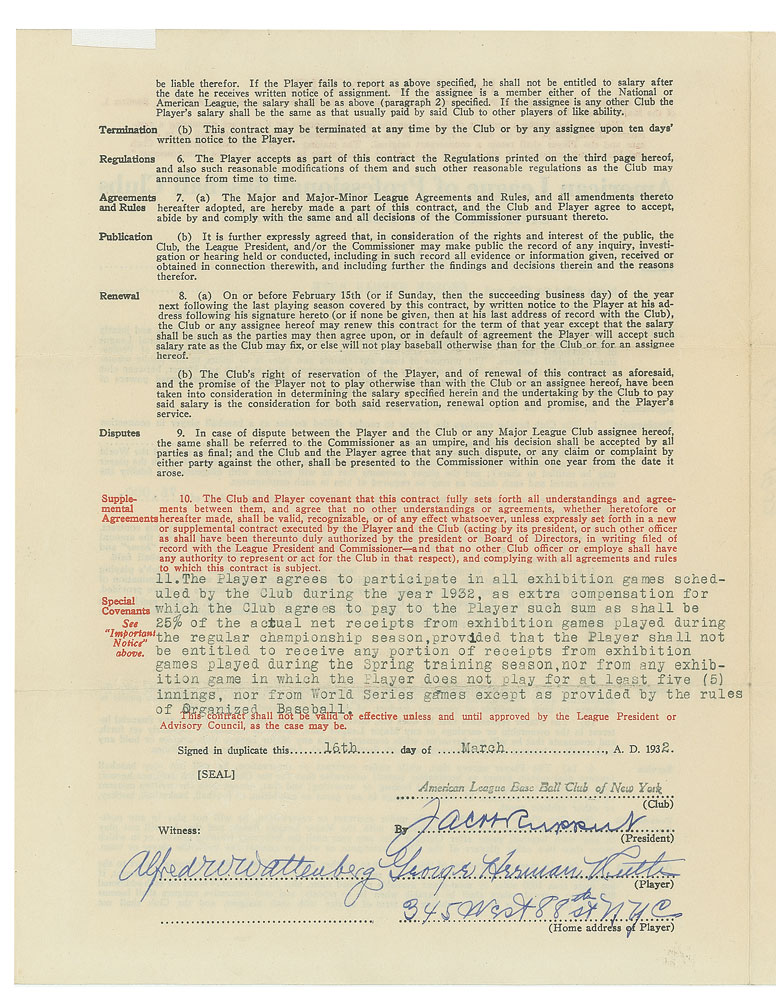 be liable therefor. If the Player fails to report as above specified, he shall not be entitled to salary after
the date he receives written notice of assignment. If the assignee is a member either of the National or
American League, the salary shall be as above (paragraph 2) specified. If the assignee is any other Club the
Player's salary shall be the same as that usually paid by said Club to other players of like ability.
Termination (b) This contract may be terminated at any time by the Club or by any assignee upon ten days'
written notice to the Player.
Regulations 6. The Player accepts as part of this contract the Regulations printed on the third page hereof,
and also such reasonable modifications of them and such other reasonable regulations as the Club may
announce from time to time.
Agreements 7. (a) The Major and Major-Minor League Agreements and Rules, and all amendments thereto
and Rules hereafter adopted, are hereby made a part of this contract, and the Club and Player agree to accept,
abide by and comply with the same and all decisions of the Commissioner pursuant thereto.
Publication (b) It is further expressly agreed that, in consideration of the rights and interest of the public, the
Club, the League President, and/or the Commissioner may make public the record of any inquiry, investi-
gation or hearing held or conducted, including in such record all evidence or information given, received or
obtained in connection therewith, and including further the findings and decisions therein and the reasons
therefor.
Renewal 8. (a) On or before February 15th (or if Sunday, then the succeeding business day) of the year
next following the last playing season covered by this contract, by written notice to the Player at his ad-
dress following his signature hereto (or if none be given, then at his last address of record with the Club),
the Club or any assignee hereof may renew this contract for the term of that year except that the salary
shall be such as the parties may then agree upon, or in default of agreement the Player will accept such
salary rate as the Club may fix, or else will not play baseball otherwise than for the Club or for an assignee
hereof.
(b) The Club's right of reservation of the Player, and of renewal of this contract as aforesaid,
and the promise of the Player not to play otherwise than with the Club or an assignee hereof, have been
taken into consideration in determining the salary specified herein and the undertaking by the Club to pay
said salary is the consideration for both said reservation, renewal option and promise, and the Player's
service.
Disputes 9. In case of dispute between the Player and the Club or any Major League Club assignee hereof,
the same shall be referred to the Commissioner as an umpire, and his decision shall be accepted by all
parties as final; and the Club and the Player agree that any such dispute, or any claim or complaint by
either party against the other, shall be presented to the Commissioner within one year from the date it
arose.
Supple- 10. The Club and Player covenant that this contract fully sets forth all understandings and agree-
mental ments between them, and agree that no other understandings or agreements, whether heretofore or
Agreements hereafter made, shall be valid, recognizable, or of any effect whatsoever, unless expressly set forth in a new
or supplemental contract executed by the Player and the Club (acting by its president, or such other officer
as shall have been thereunto duly authorized by the president or Board of Directors, in writing filed of
record with the League President and Commissioner—and that no other Club officer or employe shall have
any authority to represent or act for the Club in that respect), and complying with all agreements and rules
to which this contract is subject.
11.The Player agrees to participate in all exhibition games sched-
uled by the Club during the year 1932, as extra compensation for
Special Covenants which the Club agrees to pay to the Player such sum as shall be
See 25% of the actual net receipts from exhibition games played during
"Important Notice" the regular championship season,provided that the Player shall not
above. be entitled to receive any portion of receipts from exhibition
games played during the Spring training season,nor from any exhib-
ition game in which the Player does not play for at least five (5)
innings, nor from World Series games except as provided by the rules
of Organized Baseball.
This contract shall not be valid or effective unless and until approved by the League President or
Advisory Council, as the case may be.
Signed in duplicate this......16th........ day of .....March......................., A. D. 1932.
[SEAL]
American League Base Ball Club of New York
(Club)
Witness: By Jacob Ruppert
(President)
Alfred W Wattenberg George Herman Ruth
(Player)
345 West 88th st N.Y.C.
(Home address of Player)